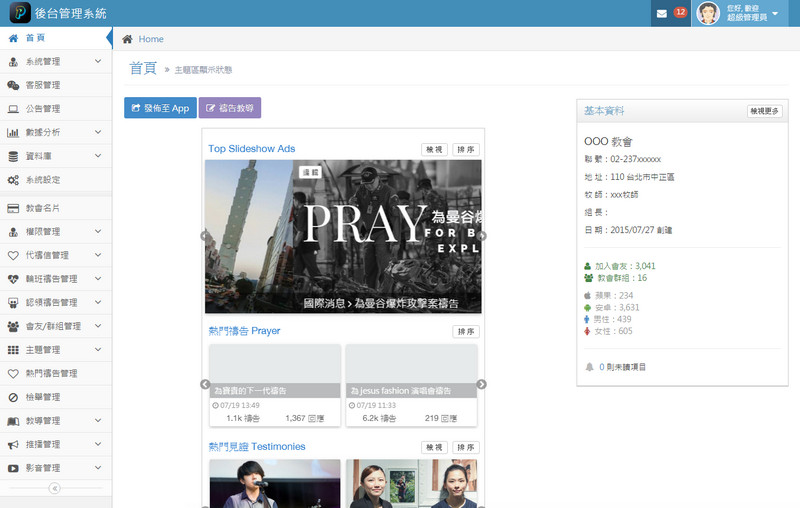 後台管理系統
12
您好, 歡迎
超級管理員
首頁
系統管理
客服管理
公告管理
數據分析
資料庫
系統設定
教會名片
權限管理
代禱信管理
輪班禱告管理
認領禱告管理
會友/群組管理
主題管理
熱門禱告管理
檢舉管理
教導管理
推播管理
影音管理
Home
首頁 » 主題區顯示狀態
發佈至 App
禱告教導
Top Slideshow Ads
檢 視
排 序
編 輯
PRAY
為曼谷爆
FOR B
EXPL
國際消息 > 為曼谷爆炸攻擊案禱告
熱門禱告 Prayer
排 序
為寶貴的下一代禱告
07/19 13:49
1.1k 禱告
1,367 回應
為 jesus fashion 演唱會禱告
07/19 11:33
6.2k 禱告
219 回應
熱門見證 Testimonies
檢 視
排 序
基本資料
檢視更多
OOO 教會
聯 繫：02-237xxxxxx
地 址：110 台北市中正區
牧 師：xxx牧師
組 長：
日 期：2015/07/27 創建
加入會友：3,041
教會群組：16
蘋果：234
安卓：3,631
男性：439
女性：605
0 則未讀項目